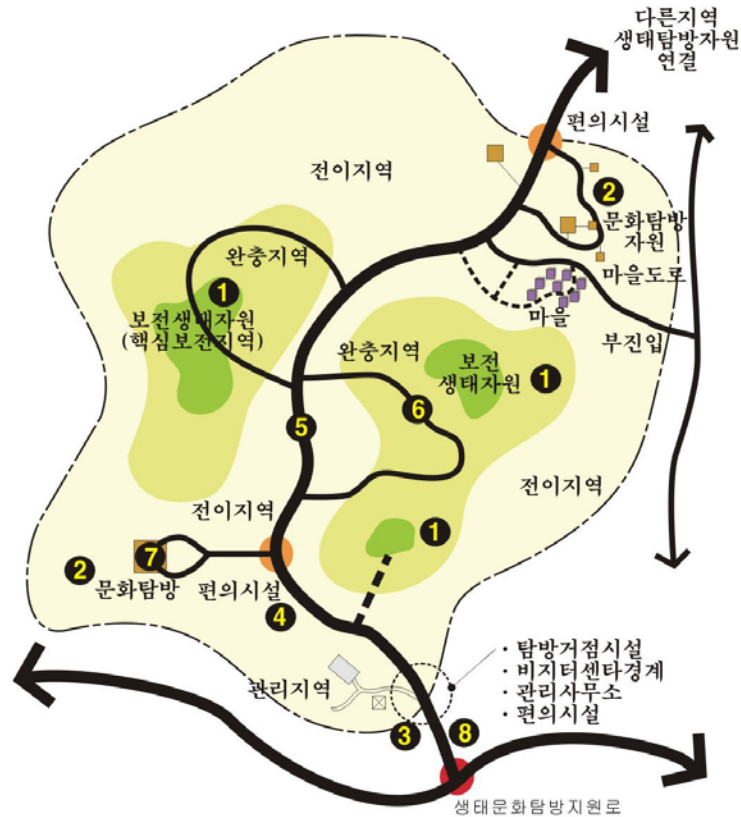 다른지역
생태탐방자원
연결
편의시설
전이지역
2
문화탐방
자원
완충지역
마을도로
1
마을
보전생태자원
(핵심보전지역)
부진입
완충지역
보전
생태자원
1
6
5
전이지역
전이지역
1
7
2
문화탐방
편의시설
4
· 탐방거점시설
· 비지터센타경계
· 관리사무소
· 편의시설
관리지역
3
8
생태문화탐방지원로